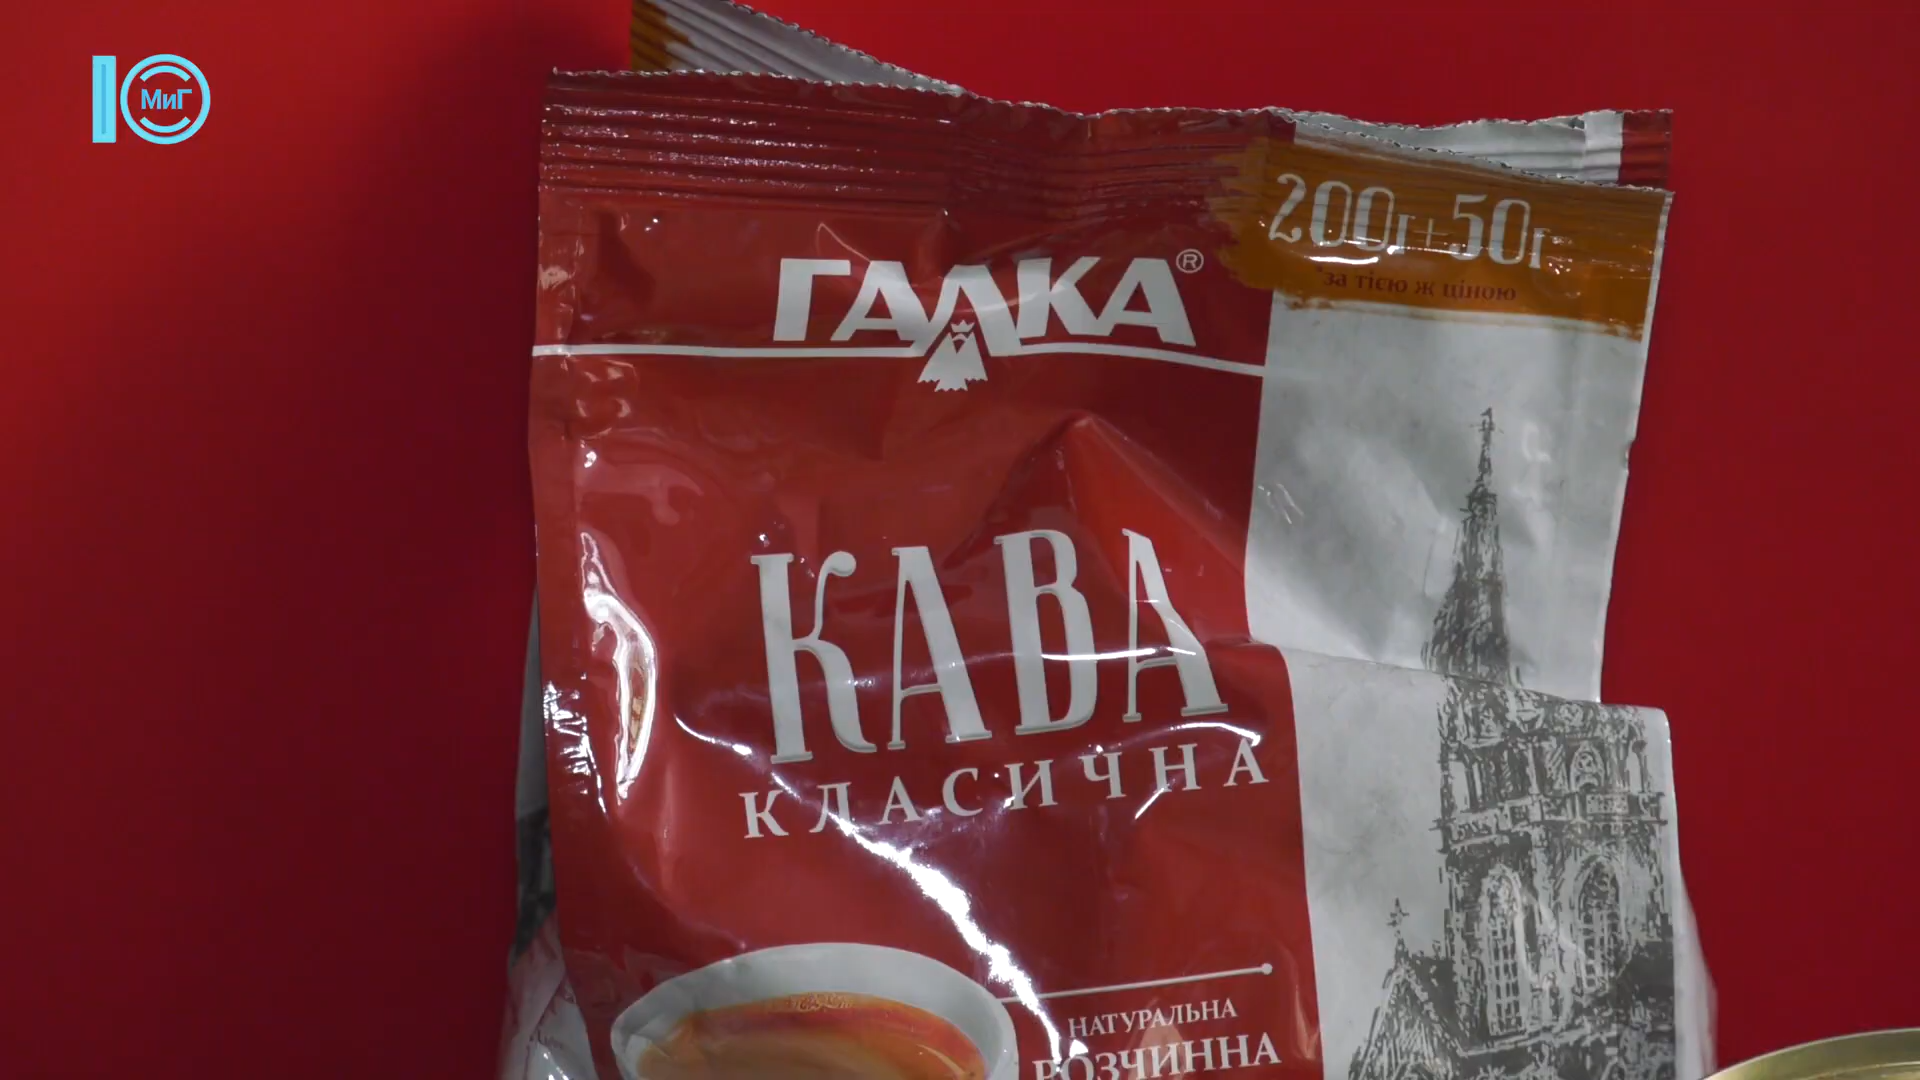 МиГ
200г+50г
*за тією ж ціною
ГАЛКА®
КАВА
КЛАСИЧНА
НАТУРАЛЬНА
РОЗЧИННА